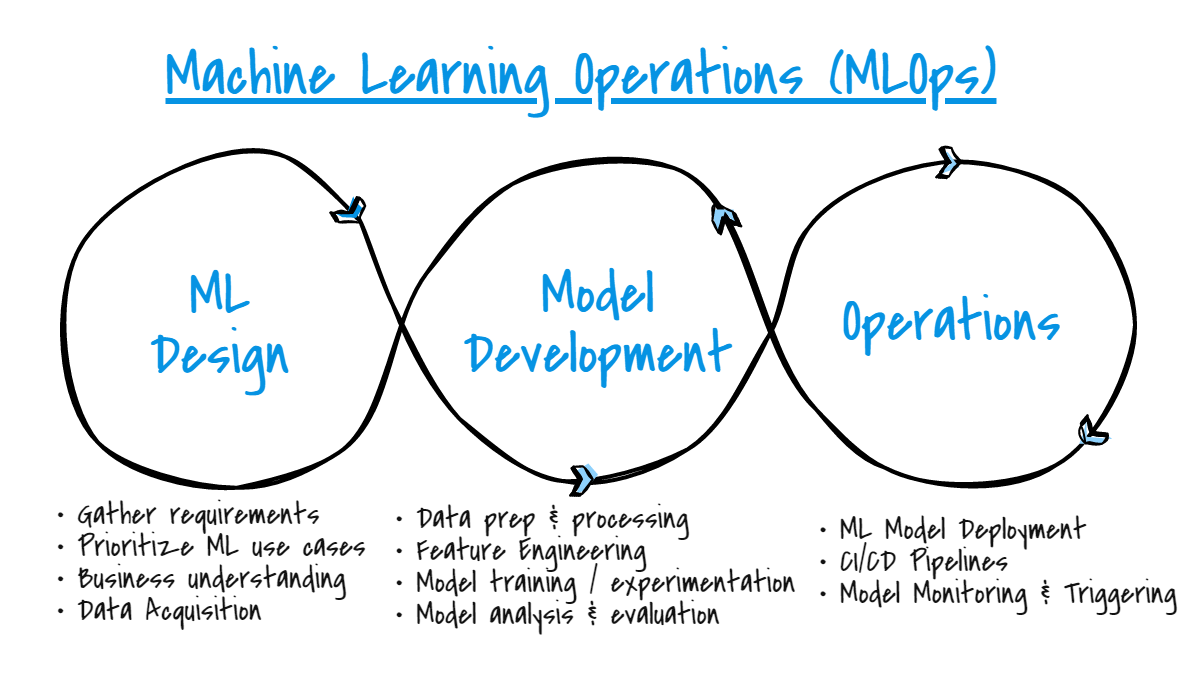 Machine Learning Operations (MLOps)
ML
Design
Model
Development
Operations
• Gather requirements
• Prioritize ML use cases
• Business understanding
• Data Acquisition
• Data prep & processing
• Feature Engineering
• Model training / experimentation
• Model analysis & evaluation
• ML Model Deployment
• CI/CD Pipelines
• Model Monitoring & Triggering